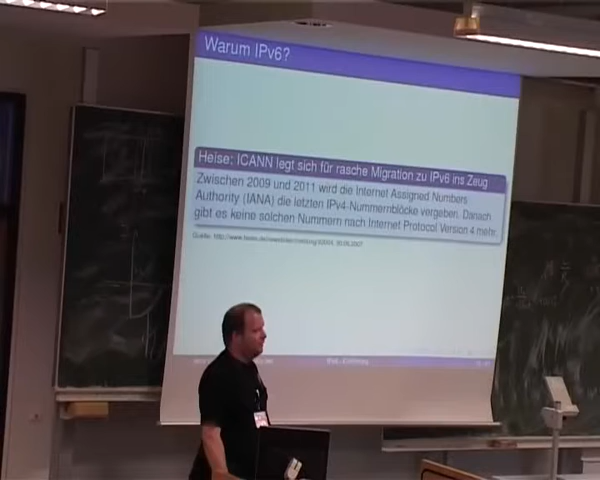 Warum IPv6?
Heise: ICANN legt sich für rasche Migration zu IPv6 ins Zeug
Zwischen 2009 und 2011 wird die Internet Assigned Numbers
Authority (IANA) die letzten IPv4-Nummernblöcke vergeben. Danach
gibt es keine solchen Nummern nach Internet Protocol Version 4 mehr.
Quelle: